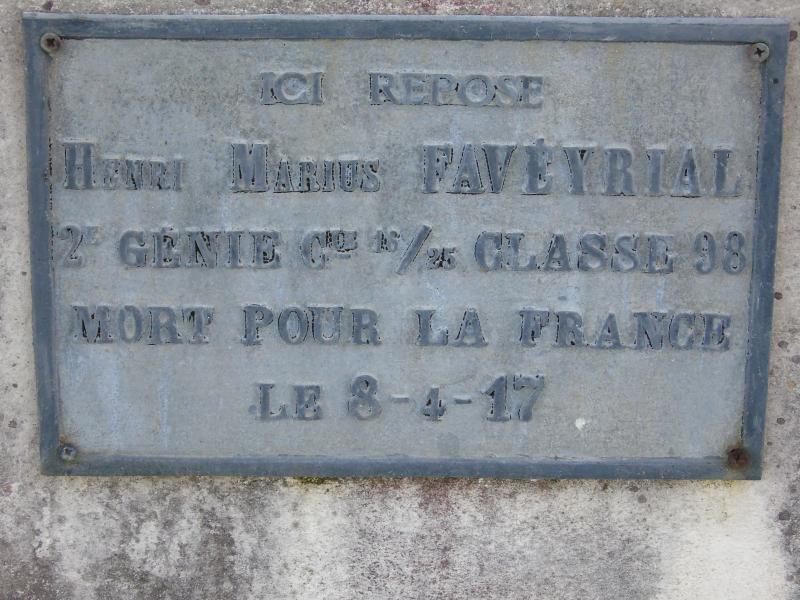 ICI REPOSE
HENRI MARIUS FAVÉYRIAL
2E GÉNIE CIE 16/25 CLASSE 98
MORT POUR LA FRANCE
LE 8-4-17